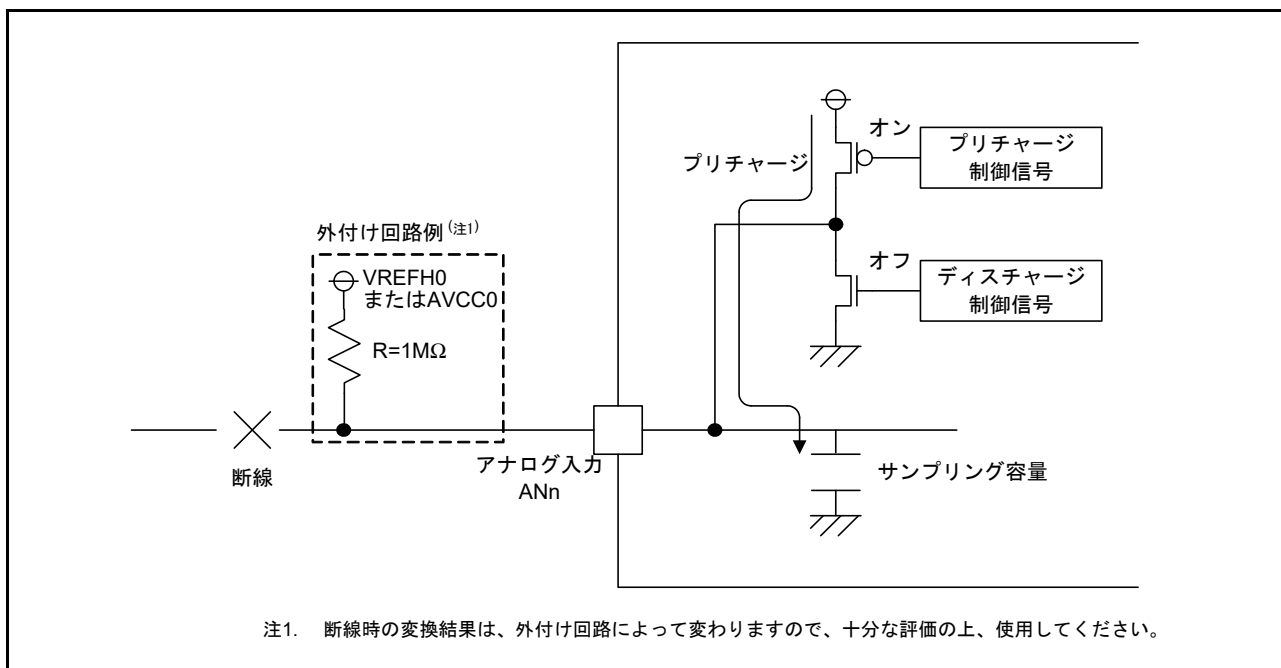 オン
プリチャージ
制御信号
プリチャージ
外付け回路例(注1)
VREFH0
またはAVCC0
R=1MΩ
オフ
ディスチャージ
制御信号
断線
アナログ入力
ANn
サンプリング容量
注1. 断線時の変換結果は、外付け回路によって変わりますので、十分な評価の上、使用してください。